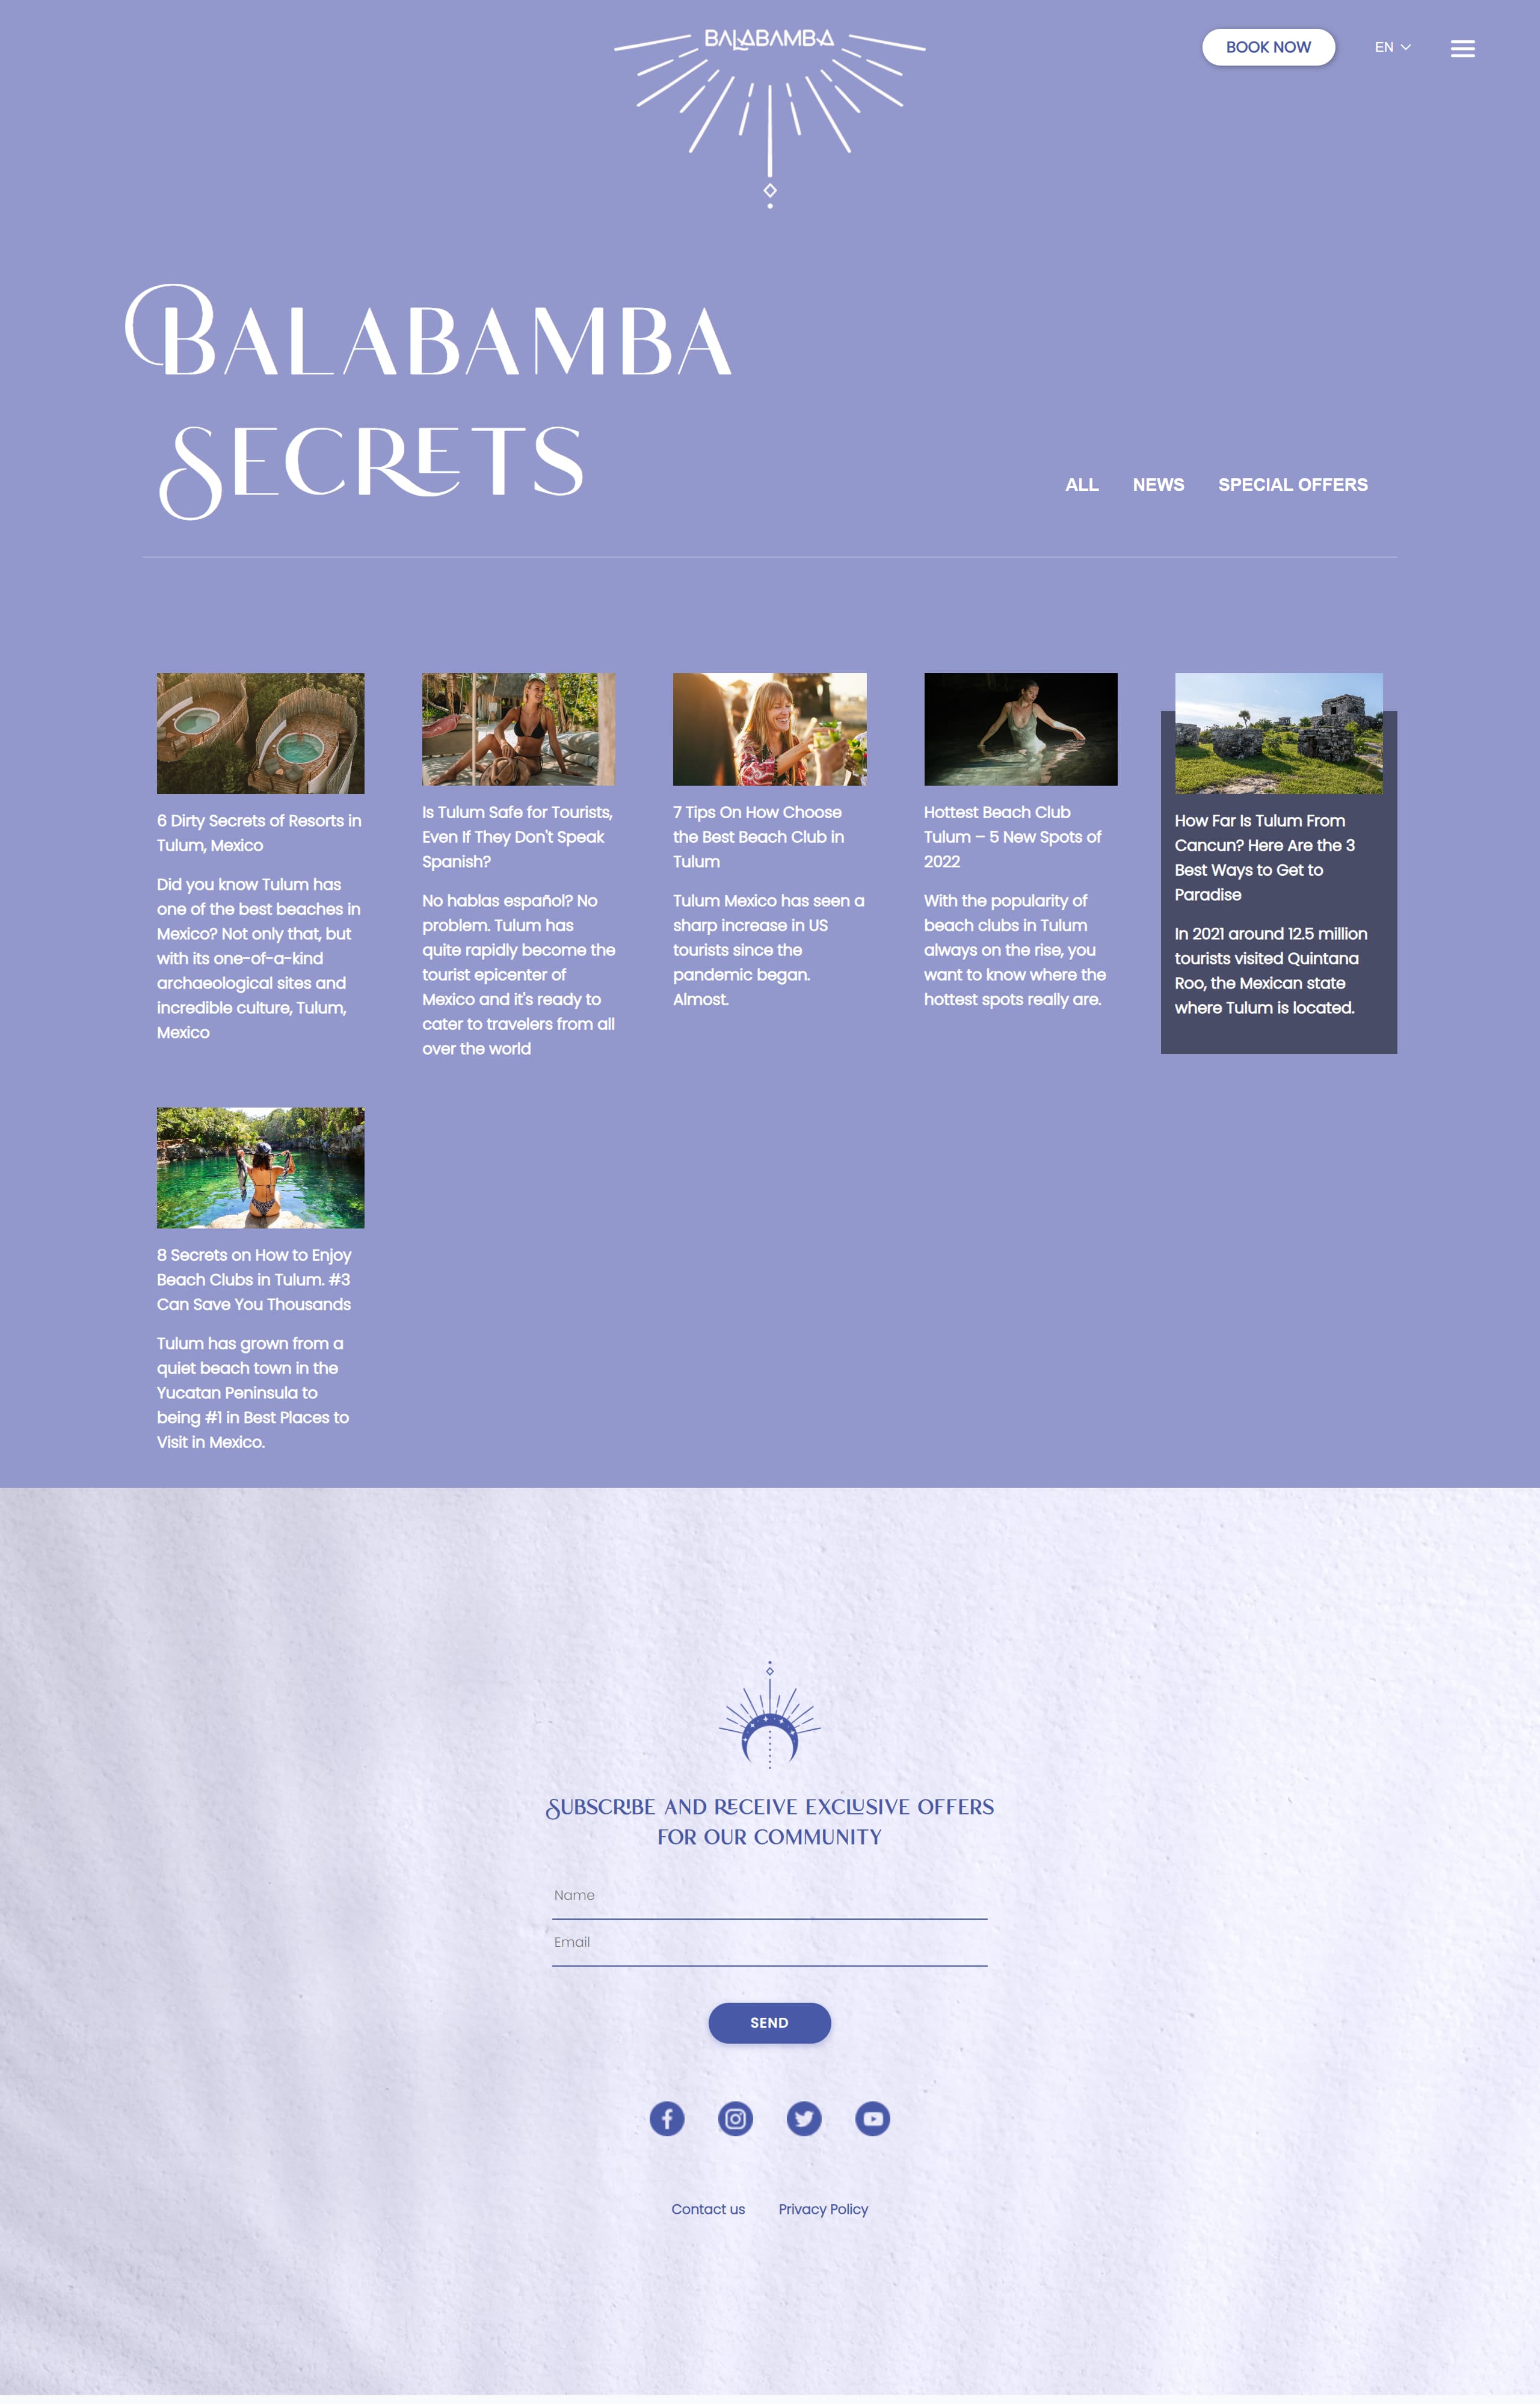 BALABAMBA
BOOK NOW
EN
BALABAMBA
SECRETS
ALL
NEWS
SPECIAL OFFERS
6 Dirty Secrets of Resorts in
Tulum, Mexico
Did you know Tulum has
one of the best beaches in
Mexico? Not only that, but
with its one-of-a-kind
archaeological sites and
incredible culture, Tulum,
Mexico
Is Tulum Safe for Tourists,
Even If They Don't Speak
Spanish?
No hablas español? No
problem. Tulum has
quite rapidly become the
tourist epicenter of
Mexico and it's ready to
cater to travelers from all
over the world
7 Tips On How Choose
the Best Beach Club in
Tulum
Tulum Mexico has seen a
sharp increase in US
tourists since the
pandemic began.
Almost.
Hottest Beach Club
Tulum – 5 New Spots of
2022
With the popularity of
beach clubs in Tulum
always on the rise, you
want to know where the
hottest spots really are.
How Far Is Tulum From
Cancun? Here Are the 3
Best Ways to Get to
Paradise
In 2021 around 12.5 million
tourists visited Quintana
Roo, the Mexican state
where Tulum is located.
8 Secrets on How to Enjoy
Beach Clubs in Tulum. #3
Can Save You Thousands
Tulum has grown from a
quiet beach town in the
Yucatan Peninsula to
being #1 in Best Places to
Visit in Mexico.
SUBSCRIBE AND RECEIVE EXCLUSIVE OFFERS
FOR OUR COMMUNITY
Name
Email
SEND
Contact us
Privacy Policy